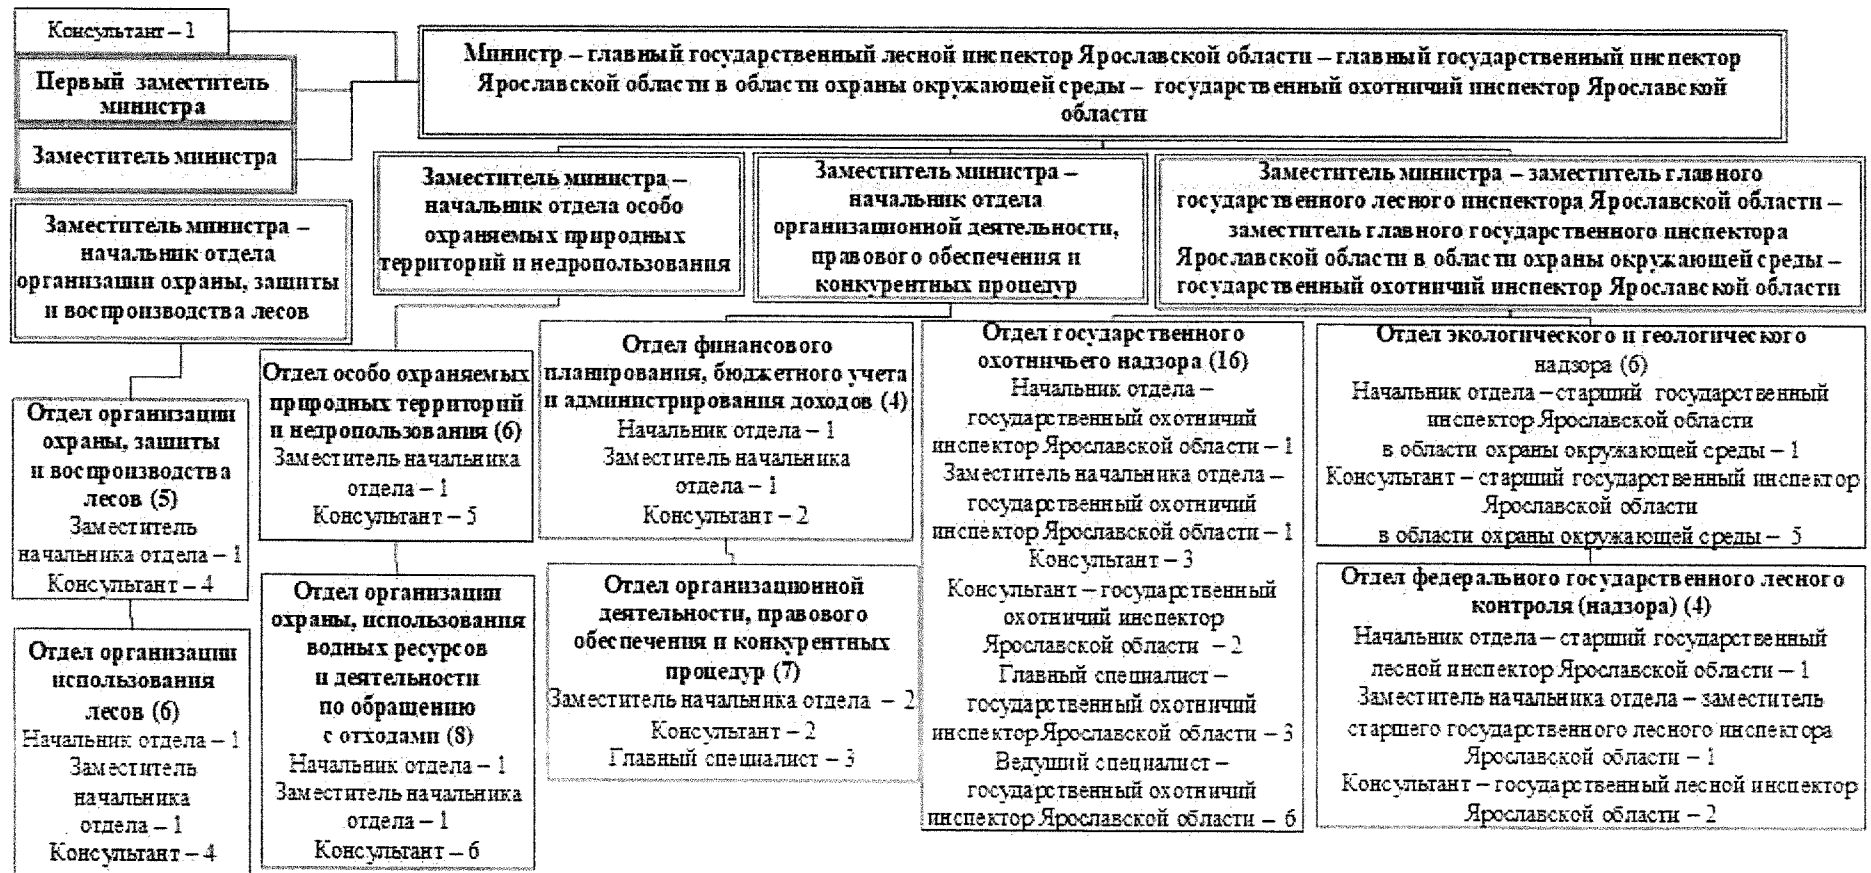 Консультант – 1
Министр – главный государственный лесной инспектор Ярославской области – главный государственный инспектор
Ярославской области в области охраны окружающей среды – государственный охотничий инспектор Ярославской
области
Первый заместитель
министра
Заместитель министра
Заместитель министра –
начальник отдела
организации охраны, защиты
и воспроизводства лесов
Заместитель министра –
начальник отдела особо
охраняемых природных
территорий и недропользования
Заместитель министра –
начальник отдела
организационной деятельности,
правового обеспечения и
конкурентных процедур
Заместитель министра – заместитель главного
государственного лесного инспектора Ярославской области –
заместитель главного государственного инспектора
Ярославской области в области охраны окружающей среды –
государственный охотничий инспектор Ярославской области
Отдел организации
охраны, защиты
и воспроизводства
лесов (5)
Заместитель
начальника отдела – 1
Консультант – 4
Отдел организации
использования
лесов (6)
Начальник отдела – 1
Заместитель
начальника
отдела – 1
Консультант – 4
Отдел особо охраняемых
природных территорий
и недропользования (6)
Заместитель начальника
отдела – 1
Консультант – 5
Отдел организации
охраны, использования
водных ресурсов
и деятельности
по обращению
с отходами (8)
Начальник отдела – 1
Заместитель начальника
отдела – 1
Консультант – 6
Отдел финансового
планирования, бюджетного учета
и администрирования доходов (4)
Начальник отдела – 1
Заместитель начальника
отдела – 1
Консультант – 2
Отдел организационной
деятельности, правового
обеспечения и конкурентных
процедур (7)
Заместитель начальника отдела – 2
Консультант – 2
Главный специалист – 3
Отдел государственного
охотничьего надзора (16)
Начальник отдела –
государственный охотничий
инспектор Ярославской области – 1
Заместитель начальника отдела –
государственный охотничий
инспектор Ярославской области – 1
Консультант – 3
Консультант – государственный
охотничий инспектор
Ярославской области – 2
Главный специалист –
государственный охотничий
инспектор Ярославской области – 3
Ведущий специалист –
государственный охотничий
инспектор Ярославской области – 6
Отдел экологического и геологического
надзора (6)
Начальник отдела – старший государственный
инспектор Ярославской области
в области охраны окружающей среды – 1
Консультант – старший государственный инспектор
Ярославской области
в области охраны окружающей среды – 5
Отдел федерального государственного лесного
контроля (надзора) (4)
Начальник отдела – старший государственный
лесной инспектор Ярославской области – 1
Заместитель начальника отдела – заместитель
старшего государственного лесного инспектора
Ярославской области – 1
Консультант – государственный лесной инспектор
Ярославской области – 2